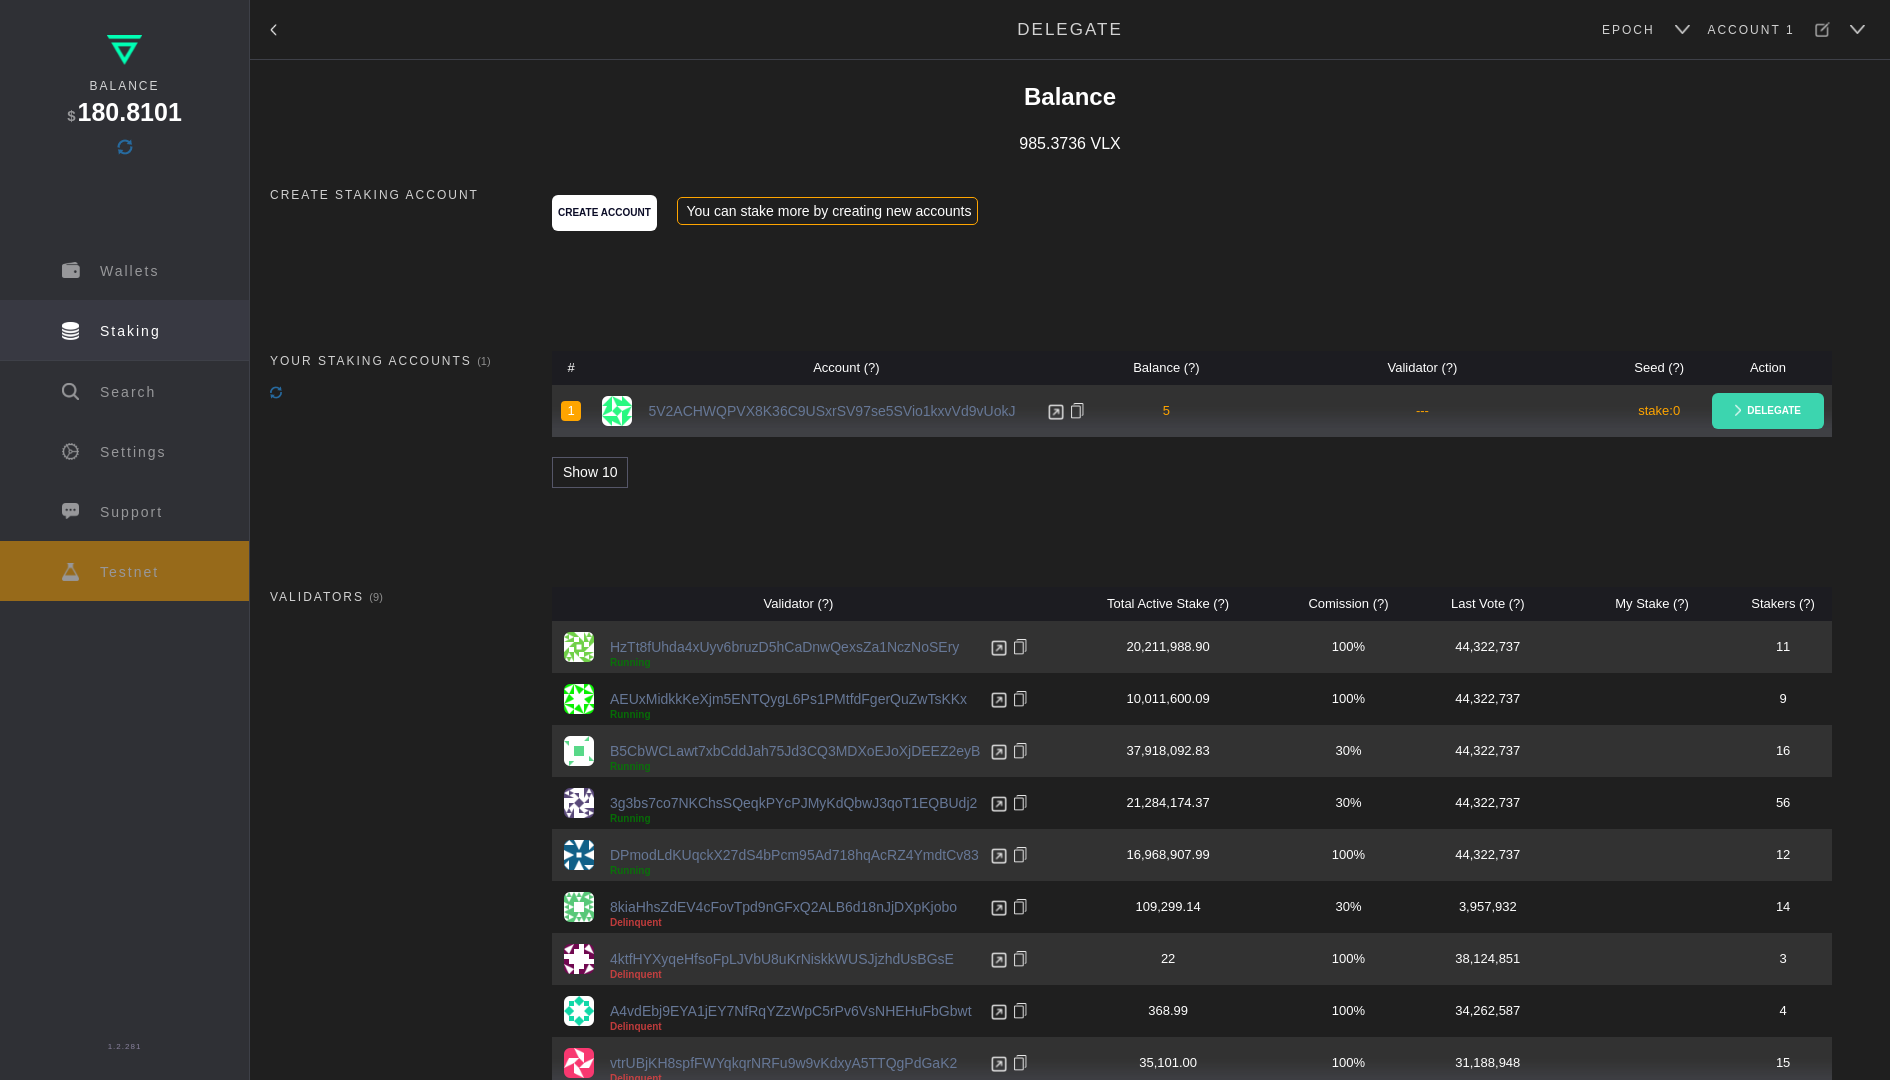 BALANCE
$180.8101
Wallets
Staking
Search
Settings
Support
Testnet
1.2.281
DELEGATE
EPOCH
ACCOUNT 1
Balance
985.3736 VLX
CREATE STAKING ACCOUNT
CREATE ACCOUNT
You can stake more by creating new accounts
YOUR STAKING ACCOUNTS (1)
# Account (?) Balance (?) Validator (?) Seed (?) Action
1 5V2ACHWQPVX8K36C9USxrSV97se5SVio1kxvVd9vUokJ 5 --- stake:0 DELEGATE
Show 10
VALIDATORS (9)
Validator (?) Total Active Stake (?) Comission (?) Last Vote (?) My Stake (?) Stakers (?)
HzTt8fUhda4xUyv6bruzD5hCaDnwQexsZa1NczNoSEry 20,211,988.90 100% 44,322,737 11
Running
AEUxMidkkKeXjm5ENTQygL6Ps1PMtfdFgerQuZwTsKKx 10,011,600.09 100% 44,322,737 9
Running
B5CbWCLawt7xbCddJah75Jd3CQ3MDXoEJoXjDEEZ2eyB 37,918,092.83 30% 44,322,737 16
Running
3g3bs7co7NKChsSQeqkPYcPJMyKdQbwJ3qoT1EQBUdj2 21,284,174.37 30% 44,322,737 56
Running
DPmodLdKUqckX27dS4bPcm95Ad718hqAcRZ4YmdtCv83 16,968,907.99 100% 44,322,737 12
Running
8kiaHhsZdEV4cFovTpd9nGFxQ2ALB6d18nJjDXpKjobo 109,299.14 30% 3,957,932 14
Delinquent
4ktfHYXyqeHfsoFpLJVbU8uKrNiskkWUSJjzhdUsBGsE 22 100% 38,124,851 3
Delinquent
A4vdEbj9EYA1jEY7NfRqYZzWpC5rPv6VsNHEHuFbGbwt 368.99 100% 34,262,587 4
Delinquent
vtrUBjKH8spfFWYqkqrNRFu9w9vKdxyA5TTQgPdGaK2 35,101.00 100% 31,188,948 15
Delinquent